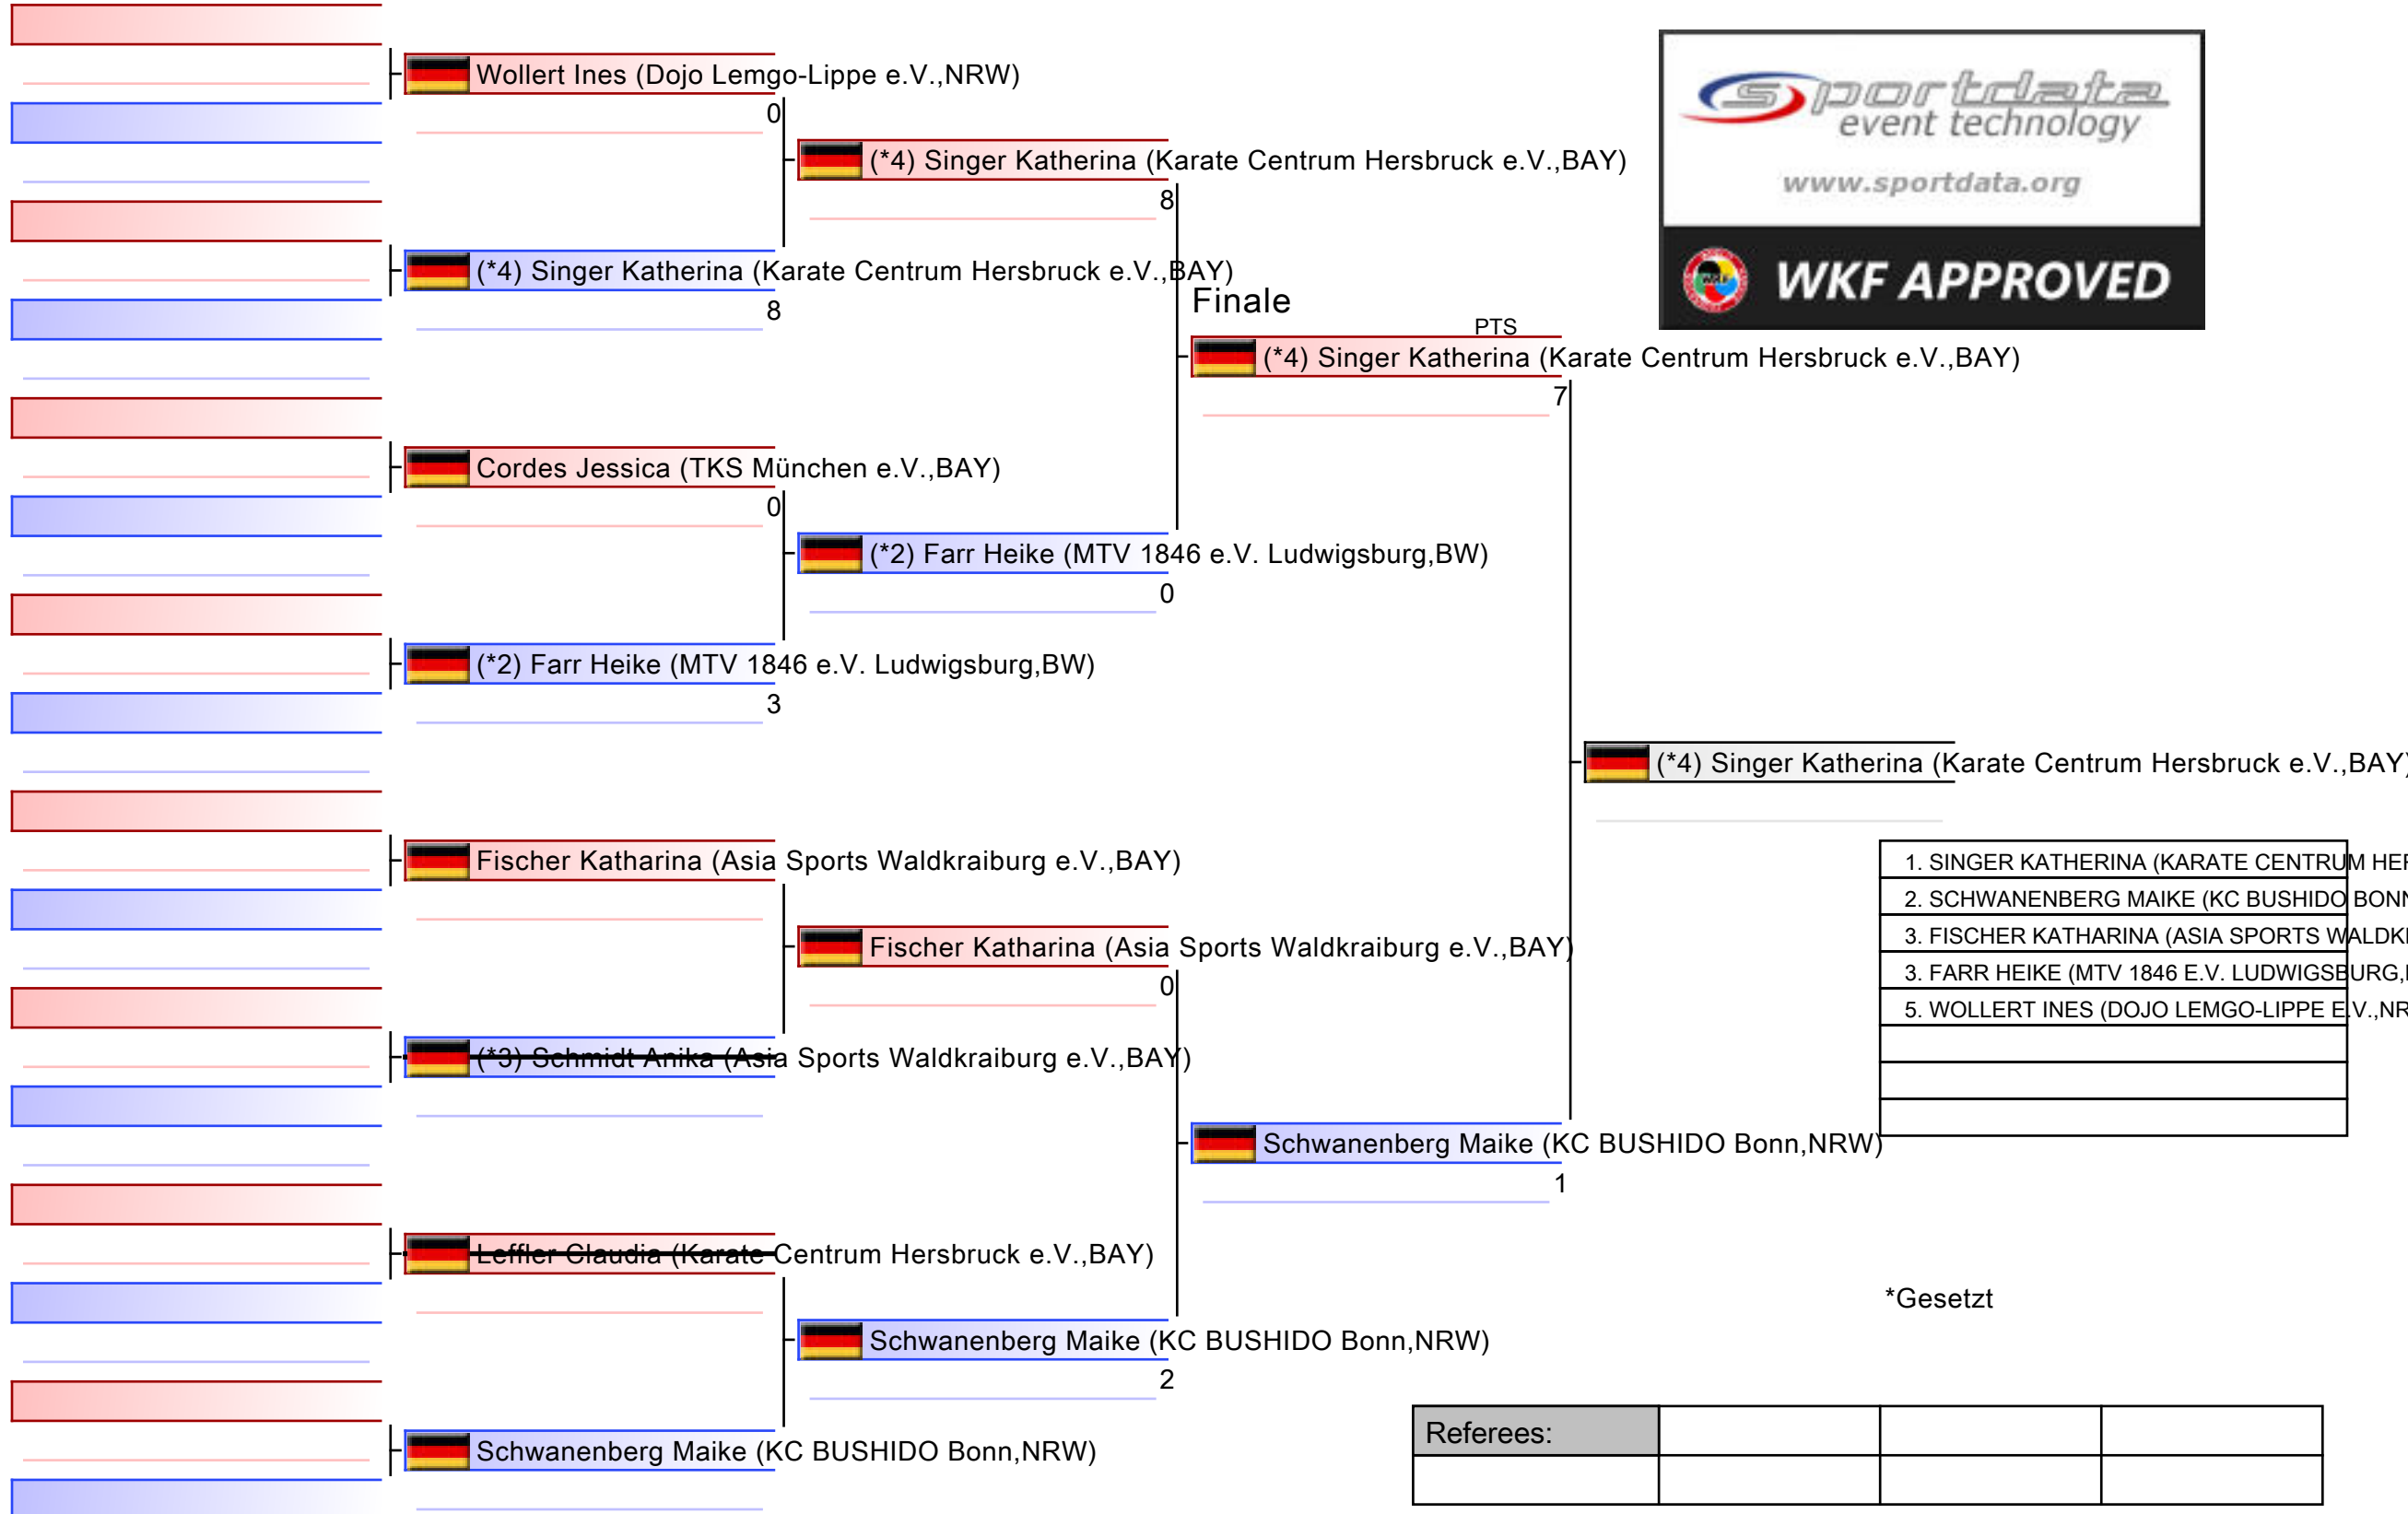 Wollert Ines (Dojo Lemgo-Lippe e.V.,NRW)
0
(*4) Singer Katherina (Karate Centrum Hersbruck e.V.,BAY)
8
(*4) Singer Katherina (Karate Centrum Hersbruck e.V.,BAY)
8
Finale
PTS
(*4) Singer Katherina (Karate Centrum Hersbruck e.V.,BAY)
7
Cordes Jessica (TKS München e.V.,BAY)
0
(*2) Farr Heike (MTV 1846 e.V. Ludwigsburg,BW)
0
(*2) Farr Heike (MTV 1846 e.V. Ludwigsburg,BW)
3
(*4) Singer Katherina (Karate Centrum Hersbruck e.V.,BAY)
Fischer Katharina (Asia Sports Waldkraiburg e.V.,BAY)
Fischer Katharina (Asia Sports Waldkraiburg e.V.,BAY)
0
(*3) Schmidt Anika (Asia Sports Waldkraiburg e.V.,BAY)
Schwanenberg Maike (KC BUSHIDO Bonn,NRW)
1
Leffler Claudia (Karate Centrum Hersbruck e.V.,BAY)
Schwanenberg Maike (KC BUSHIDO Bonn,NRW)
2
Schwanenberg Maike (KC BUSHIDO Bonn,NRW)
sportdata
event technology
www.sportdata.org
WKF APPROVED
1. SINGER KATHERINA (KARATE CENTRUM HER
2. SCHWANENBERG MAIKE (KC BUSHIDO BONN
3. FISCHER KATHARINA (ASIA SPORTS WALDK
3. FARR HEIKE (MTV 1846 E.V. LUDWIGSBURG,
5. WOLLERT INES (DOJO LEMGO-LIPPE E.V.,NR
*Gesetzt
Referees: